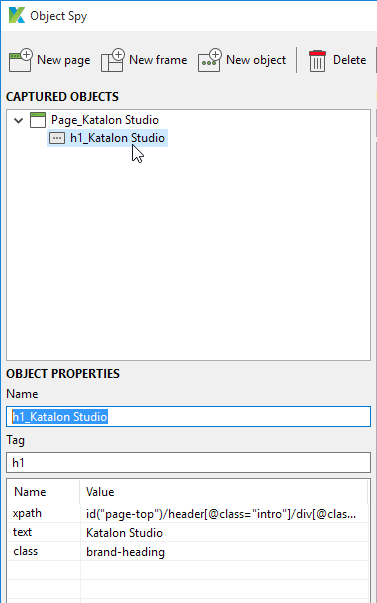 Object Spy
New page New frame New object Delete
CAPTURED OBJECTS
Page_Katalon Studio
h1_Katalon Studio
OBJECT PROPERTIES
Name
h1_Katalon Studio
Tag
h1
Name Value
xpath id("page-top")/header[@class="intro"]/div[@clas...
text Katalon Studio
class brand-heading